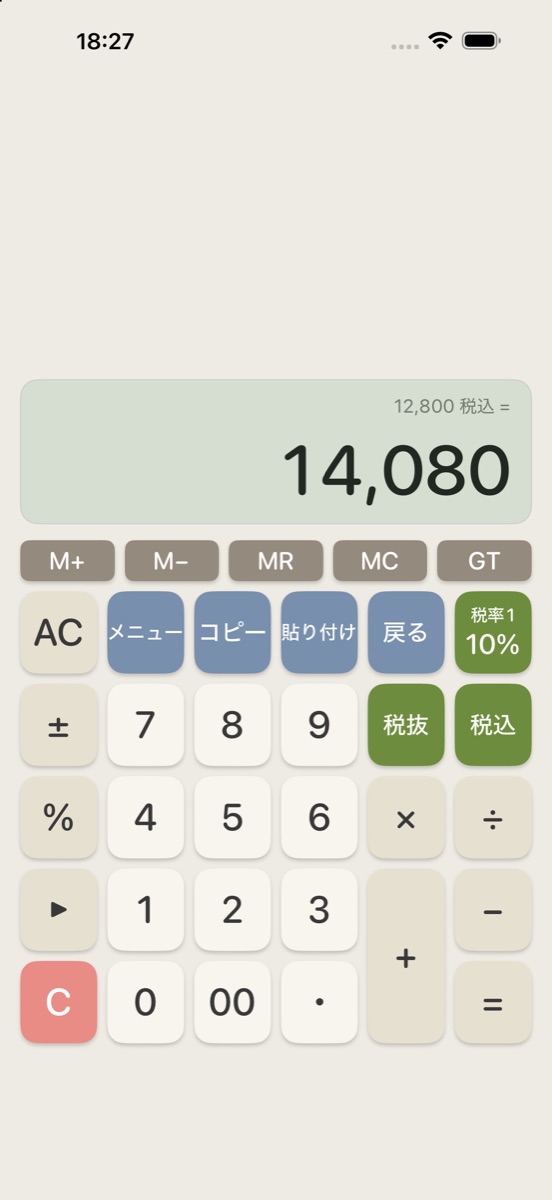 18:27
12,800 税込 =
14,080
M+ M− MR MC GT
AC メニュー コピー 貼り付け 戻る 税率1 10%
± 7 8 9 税抜 税込
% 4 5 6 × ÷
▶ 1 2 3 + −
C 0 00 · =